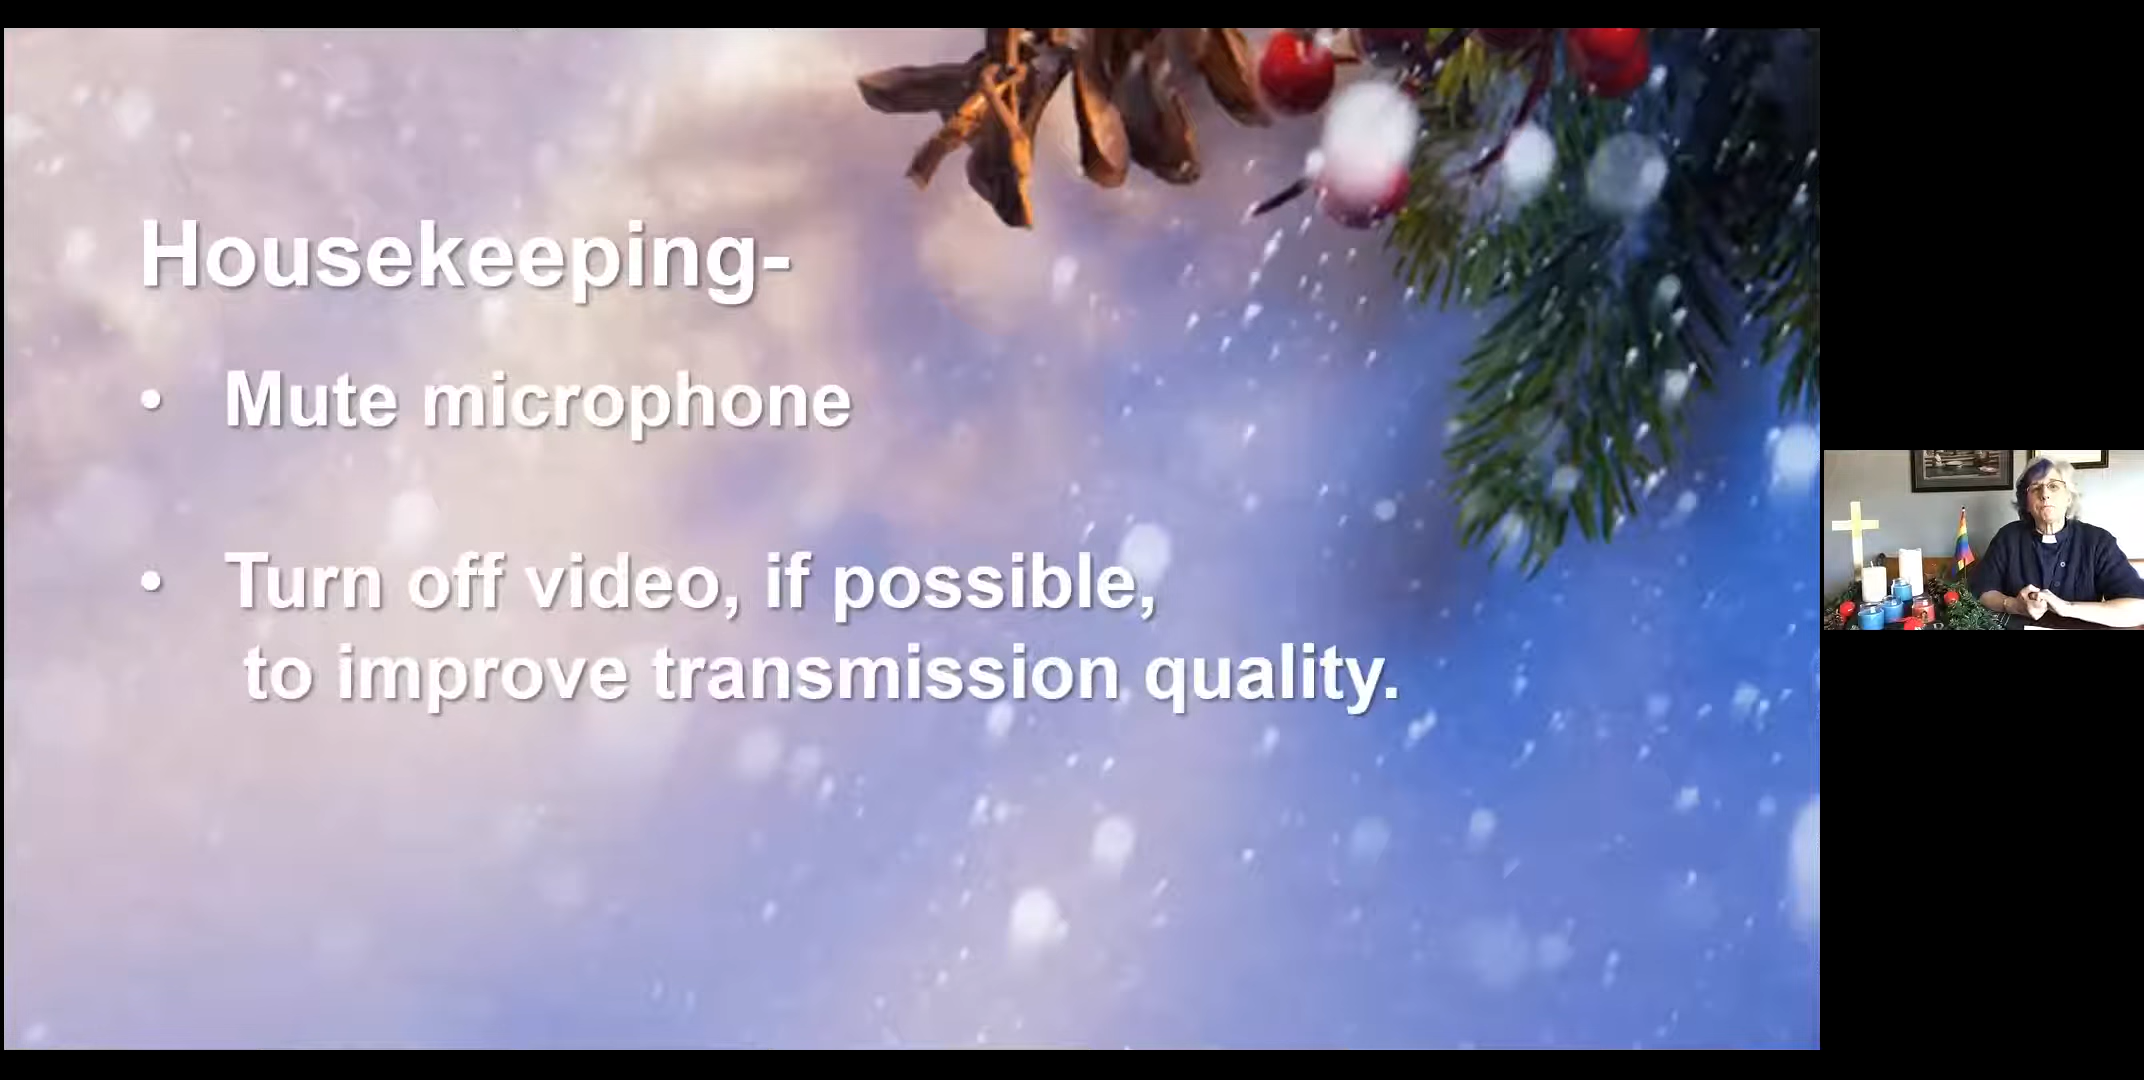 Housekeeping-
• Mute microphone
• Turn off video, if possible,
to improve transmission quality.